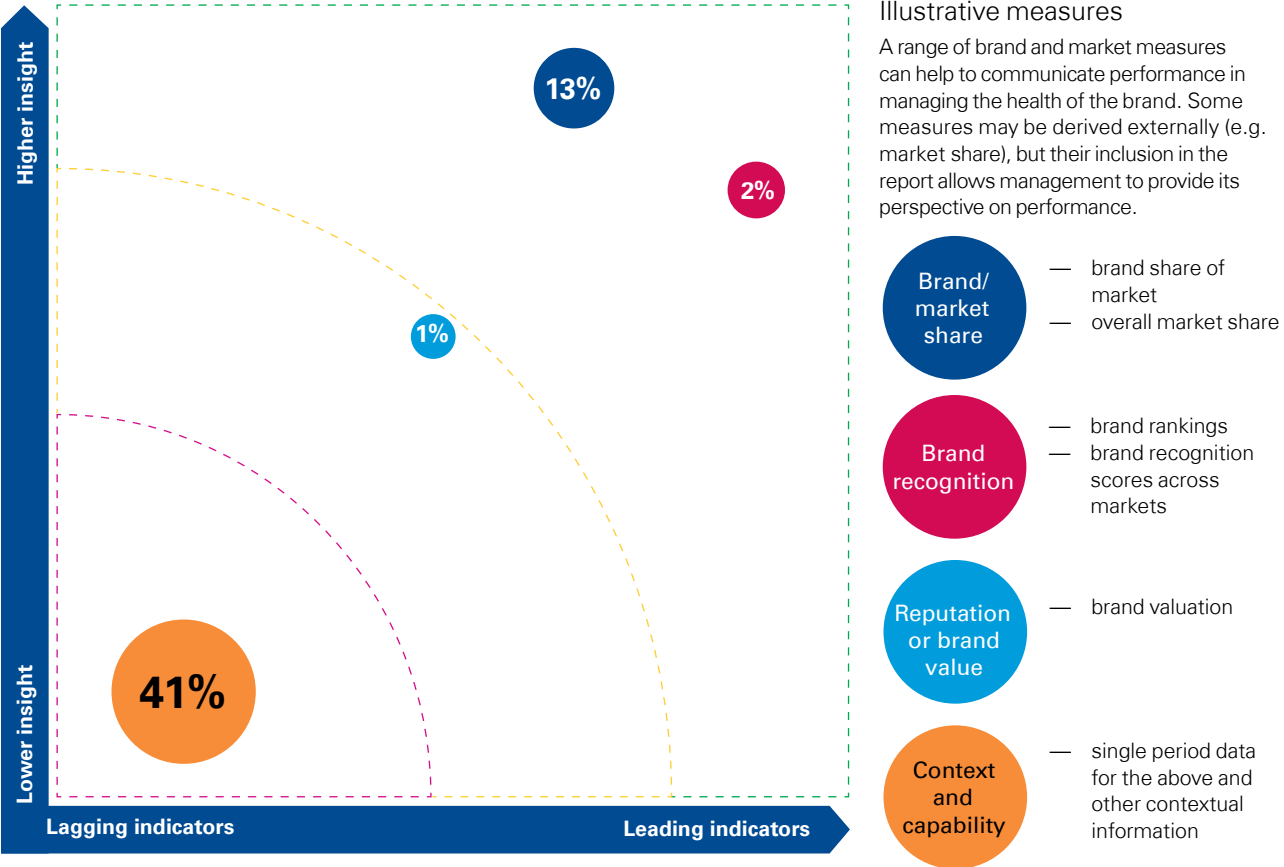 Higher insight
Lower insight
13%
2%
1%
41%
Lagging indicators
Leading indicators
Illustrative measures
A range of brand and market measures
can help to communicate performance in
managing the health of the brand. Some
measures may be derived externally (e.g.
market share), but their inclusion in the
report allows management to provide its
perspective on performance.
Brand/
market
share
— brand share of
market
— overall market share
Brand
recognition
— brand rankings
— brand recognition
scores across
markets
Reputation
or brand
value
— brand valuation
Context
and
capability
— single period data
for the above and
other contextual
information